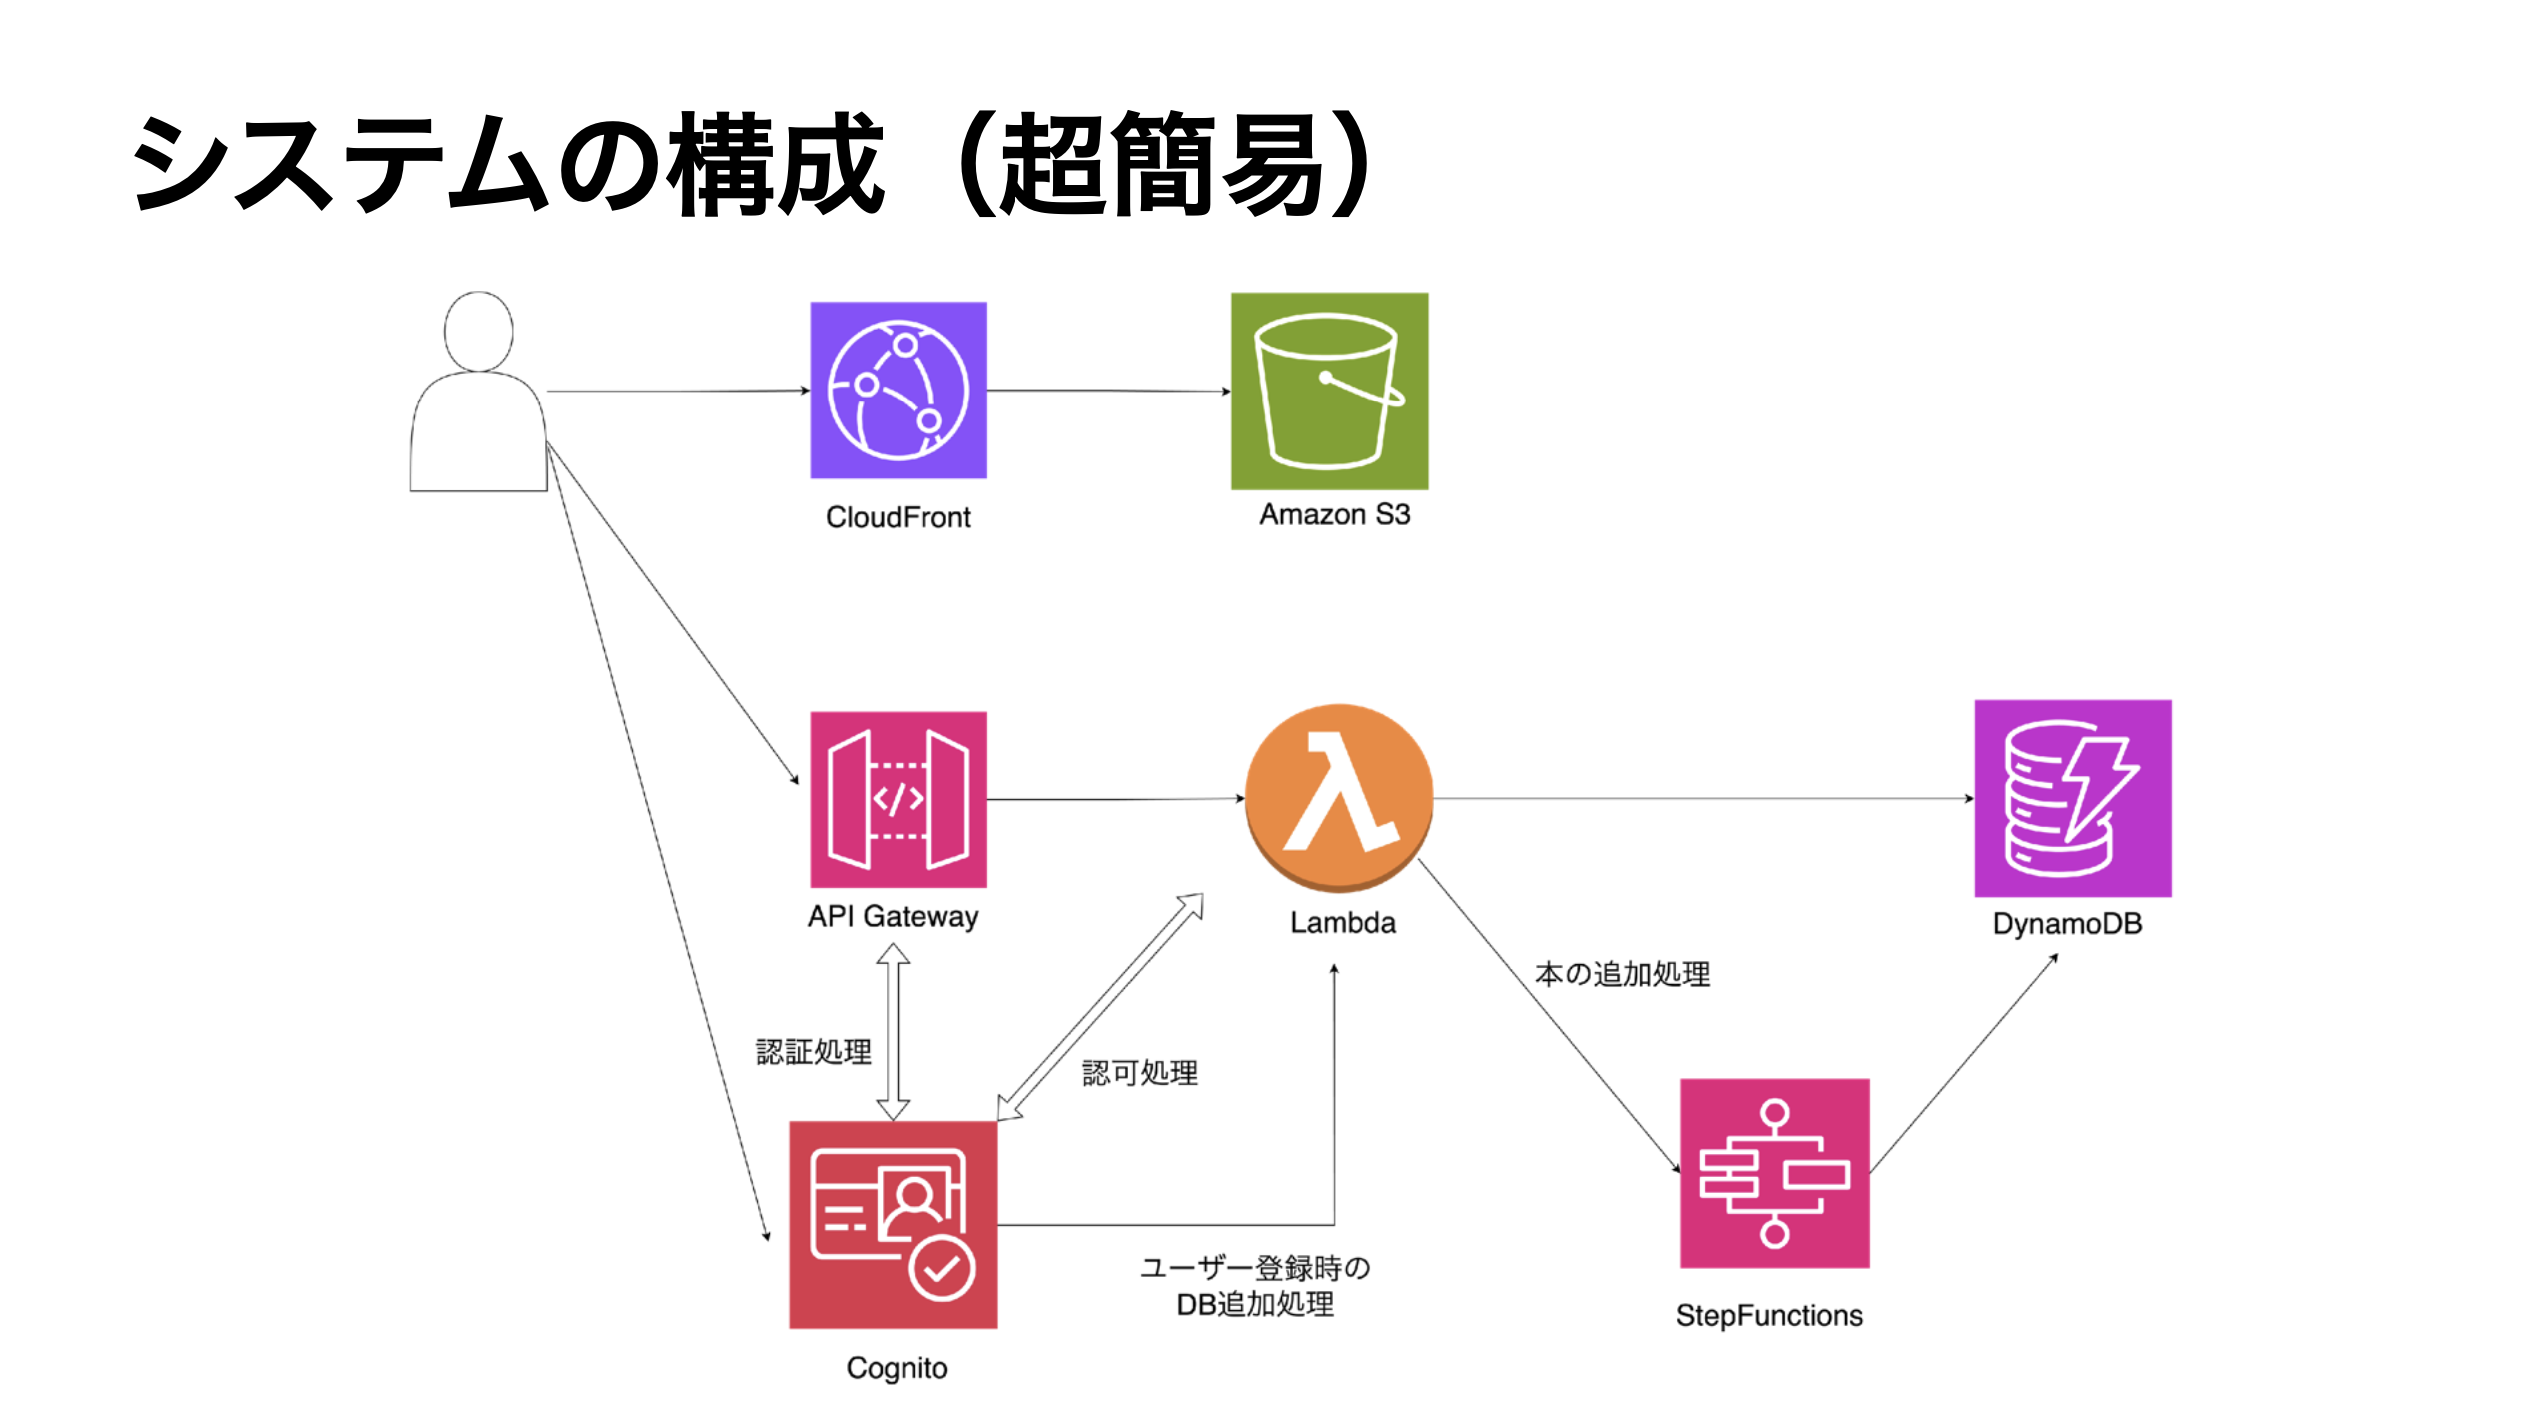 システムの構成（超簡易）
CloudFront
Amazon S3
API Gateway
Lambda
DynamoDB
本の追加処理
認証処理
認可処理
ユーザー登録時の
DB追加処理
StepFunctions
Cognito